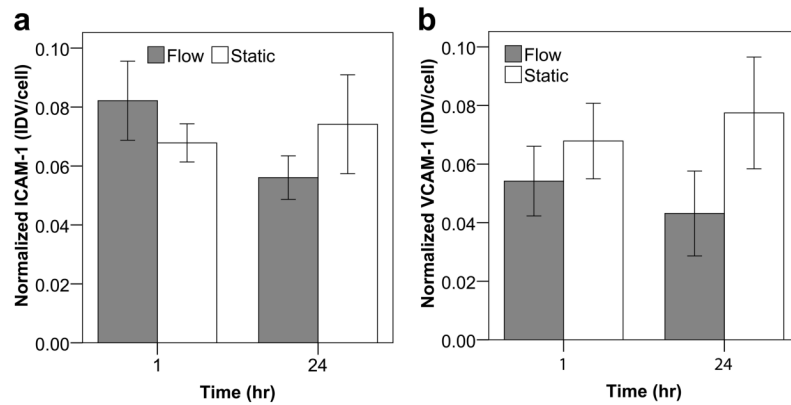 a
Normalized ICAM-1 (IDV/cell)
0.10
0.08
0.06
0.04
0.02
0.00
Flow Static
1 24
Time (hr)
b
Normalized VCAM-1 (IDV/cell)
0.10
0.08
0.06
0.04
0.02
0.00
Flow
Static
1 24
Time (hr)